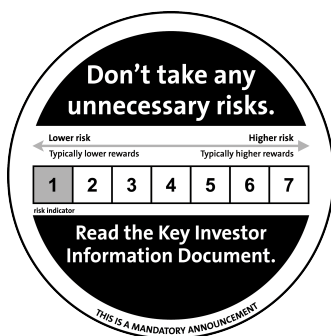 Don't take any
unnecessary risks.
Lower risk Higher risk
Typically lower rewards Typically higher rewards
1 2 3 4 5 6 7
risk indicator
Read the Key Investor
Information Document.
THIS IS A MANDATORY ANNOUNCEMENT